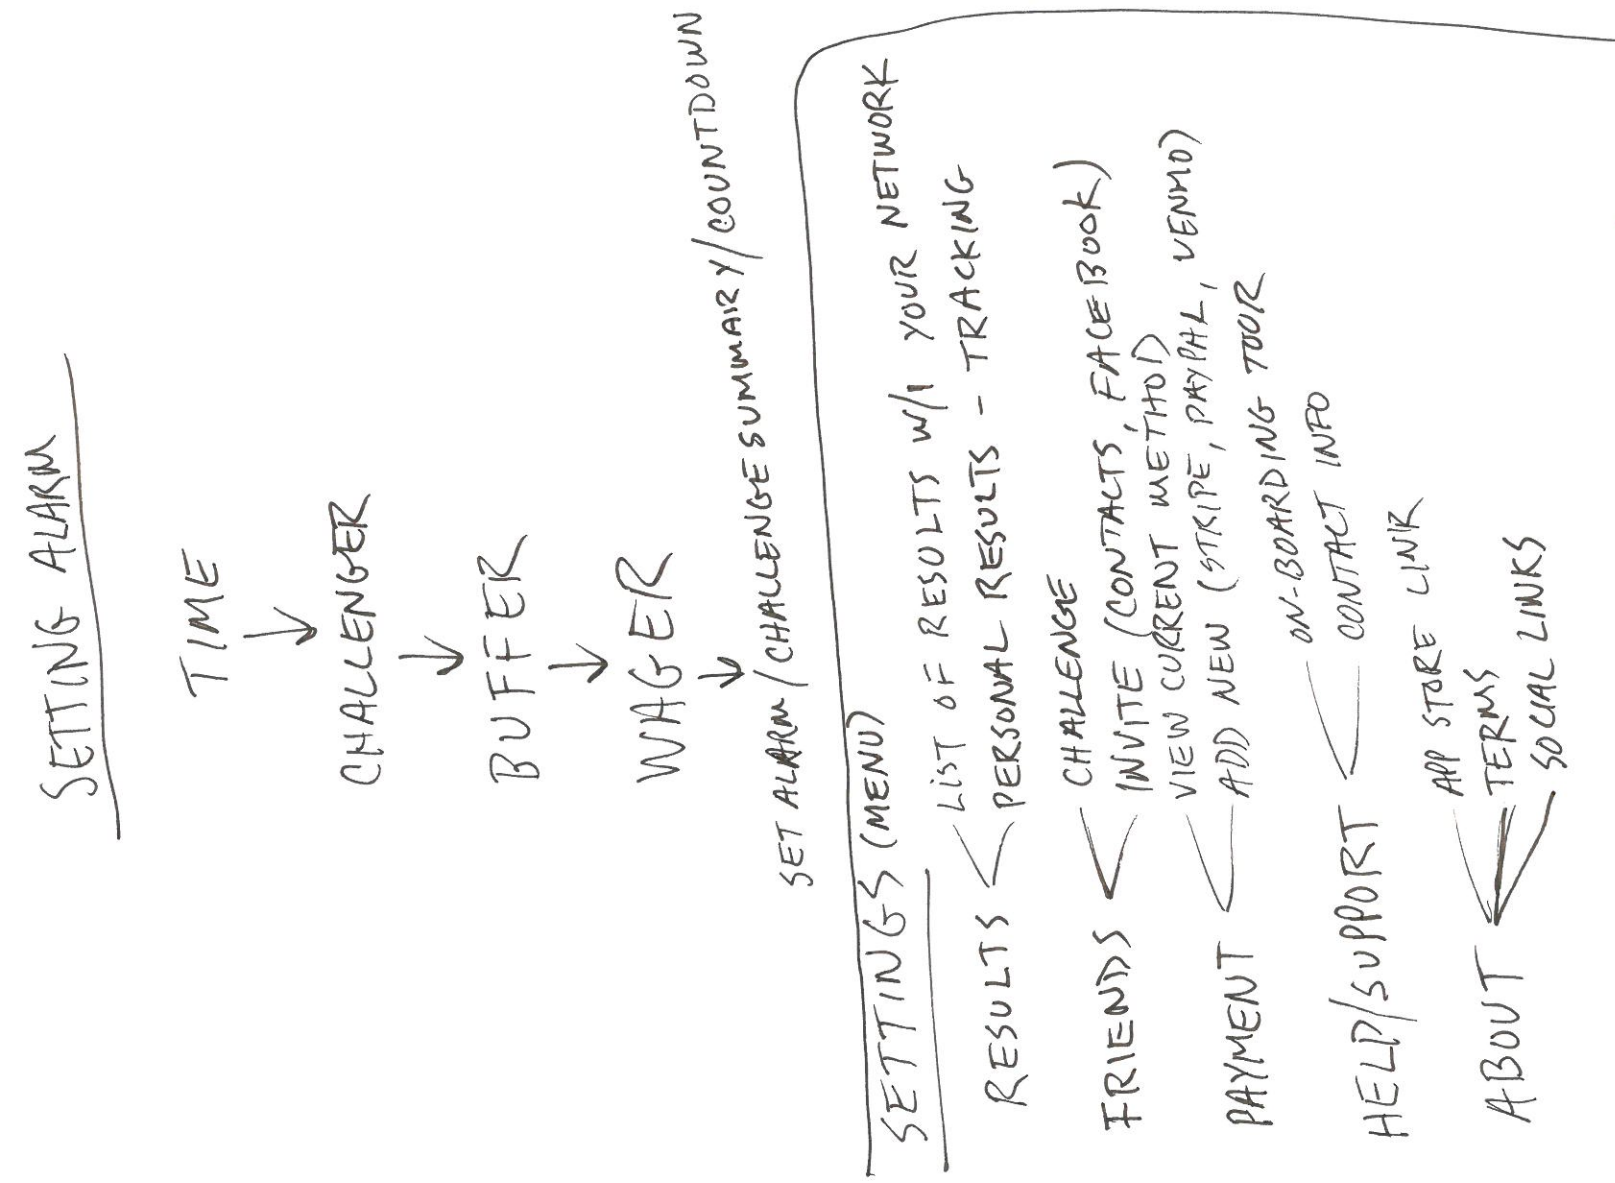 SETTING ALARM
TIME
CHALLENGER
BUFFER
WAGER
SET ALARM/CHALLENGE SUMMARY/COUNTDOWN
SETTINGS (MENU)
RESULTS
LIST OF RESULTS W/I YOUR NETWORK
PERSONAL RESULTS - TRACKING
FRIENDS
CHALLENGE
INVITE (CONTACTS, FACEBOOK)
PAYMENT
VIEW CURRENT METHOD
ADD NEW (STRIPE, PAYPAL, VENMO)
HELP/SUPPORT
ON-BOARDING TOUR
CONTACT INFO
ABOUT
APP STORE LINK
TERMS
SOCIAL LINKS